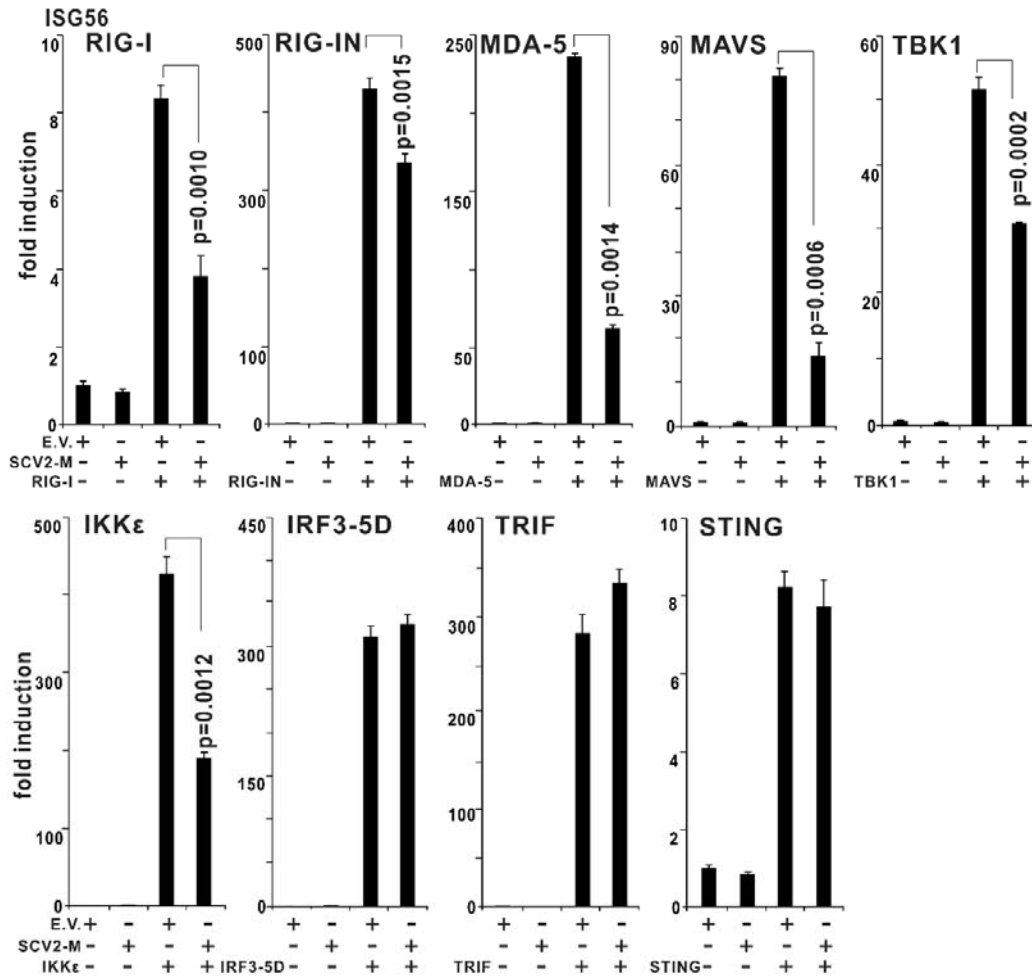 ISG56
RIG-I RIG-IN MDA-5 MAVS TBK1
fold induction
10
8
6
4
2
0
p=0.0010
500
300
100
0
p=0.0015
250
150
50
0
p=0.0014
90
60
30
0
p=0.0006
60
40
20
0
p=0.0002
E.V. + - + - + - + - + - + - + - + - + - + -
SCV2-M - + - + - + - + - + - + - + - + - + - +
RIG-I - - + + RIG-IN - - + + MDA-5 - - + + MAVS - - + + TBK1 - - + +
IKKε IRF3-5D TRIF STING
fold induction
500
300
100
0
p=0.0012
450
300
150
0
400
300
200
100
0
10
8
6
4
2
0
E.V. + - + - + - + - + - + - + - + -
SCV2-M - + - + - + - + - + - + - + - +
IKKε - - + + IRF3-5D - - + + TRIF - - + + STING - - + +